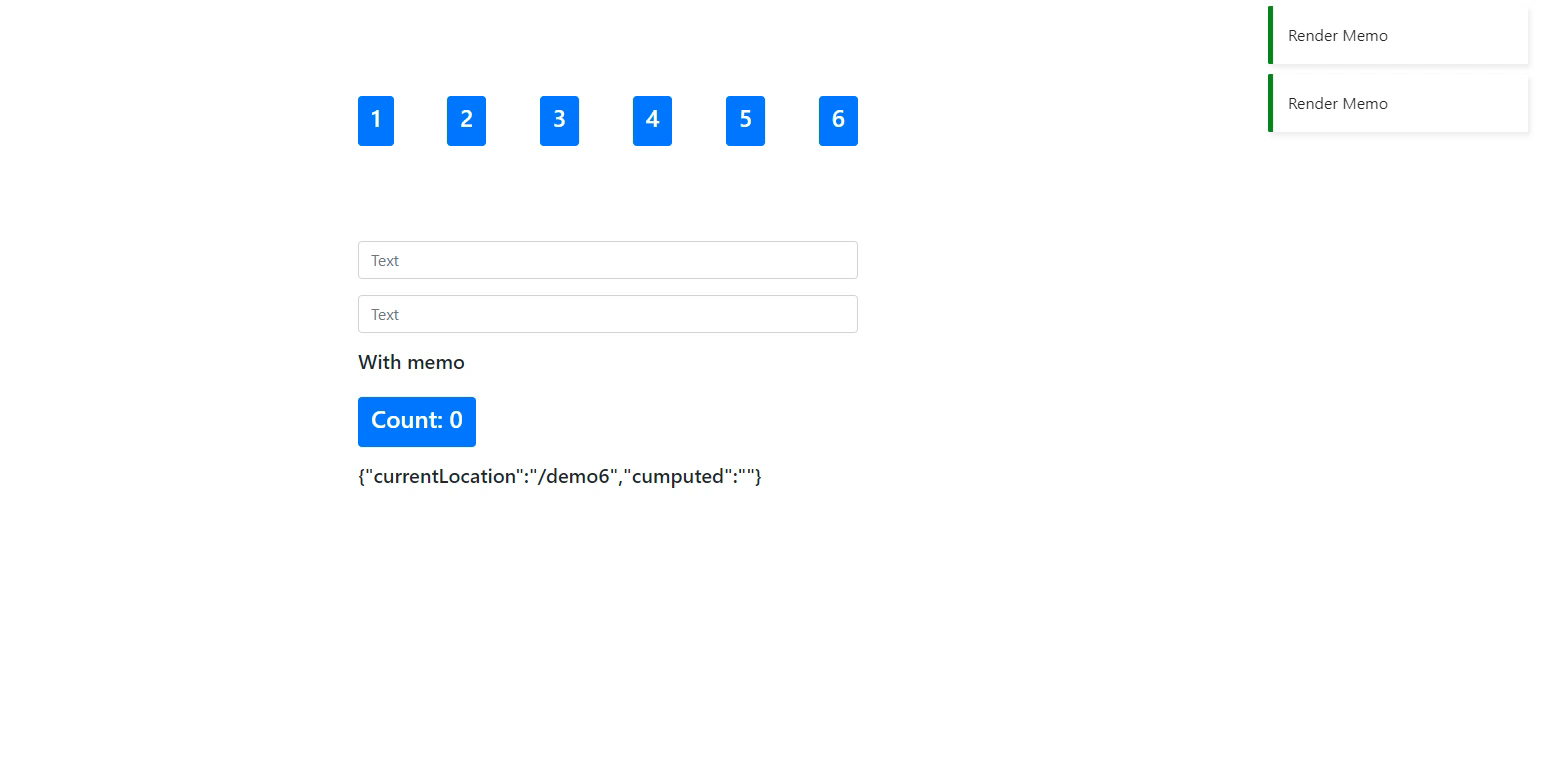 Render Memo
Render Memo
1 2 3 4 5 6
Text
Text
With memo
Count: 0
{"currentLocation":"/demo6","cumputed":""}